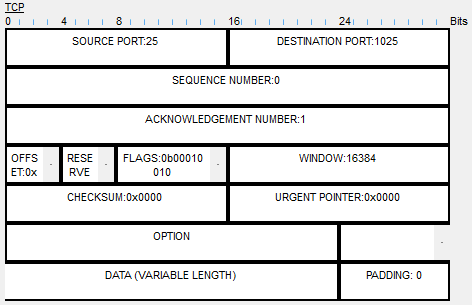 TCP
0 4 8 16 24 Bits
SOURCE PORT:25 DESTINATION PORT:1025
SEQUENCE NUMBER:0
ACKNOWLEDGEMENT NUMBER:1
OFFS RESE FLAGS:0b00010 WINDOW:16384
ET:0x RVE 010
CHECKSUM:0x0000 URGENT POINTER:0x0000
OPTION
DATA (VARIABLE LENGTH) PADDING: 0